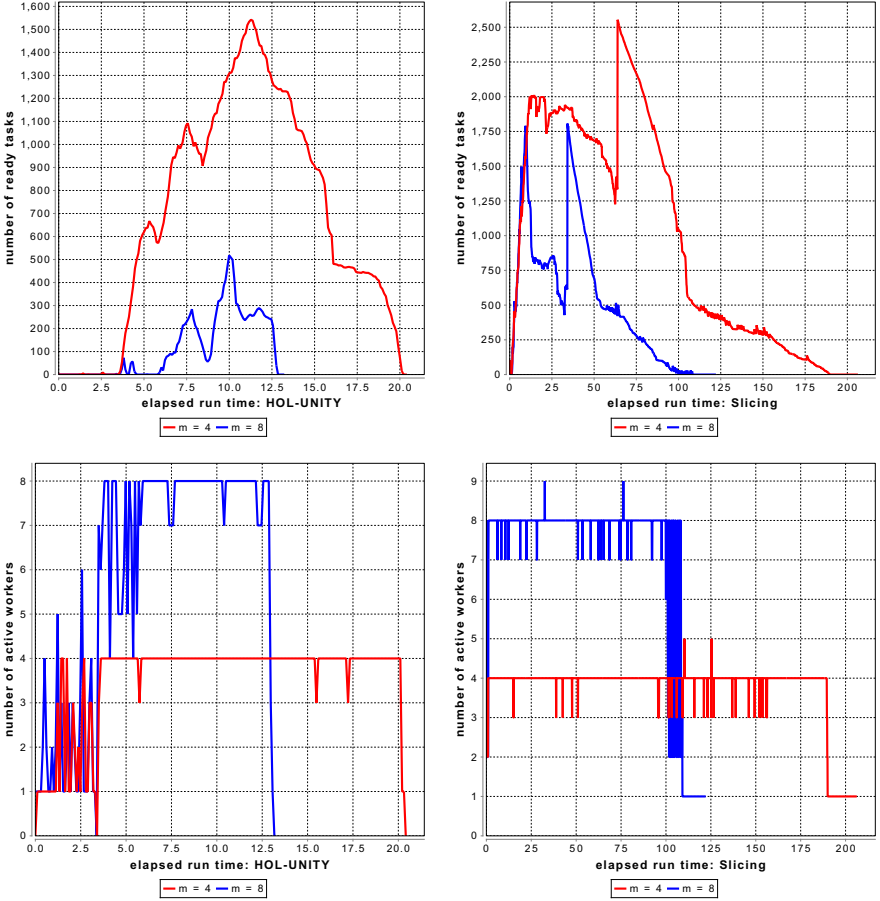 number of ready tasks
1,600
1,500
1,400
1,300
1,200
1,100
1,000
900
800
700
600
500
400
300
200
100
0
0.0 2.5 5.0 7.5 10.0 12.5 15.0 17.5 20.0
elapsed run time: HOL-UNITY
m = 4 m = 8
number of ready tasks
2,500
2,250
2,000
1,750
1,500
1,250
1,000
750
500
250
0
0 25 50 75 100 125 150 175 200
elapsed run time: Slicing
m = 4 m = 8
number of active workers
8
7
6
5
4
3
2
1
0
0.0 2.5 5.0 7.5 10.0 12.5 15.0 17.5 20.0
elapsed run time: HOL-UNITY
m = 4 m = 8
number of active workers
9
8
7
6
5
4
3
2
1
0
0 25 50 75 100 125 150 175 200
elapsed run time: Slicing
m = 4 m = 8